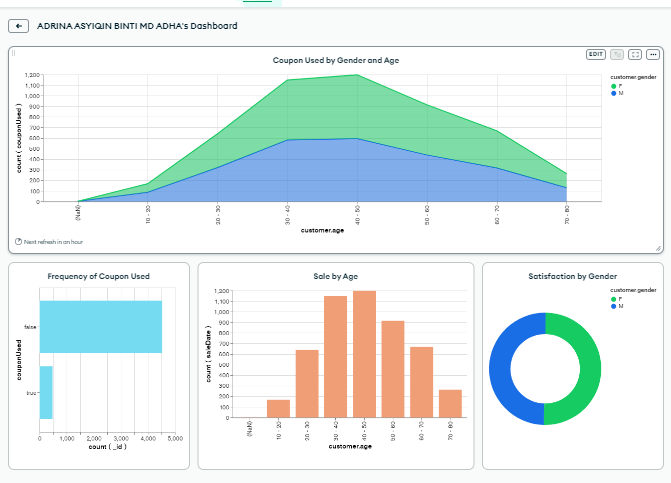 ADRINA ASYIQIN BINTI MD ADHA's Dashboard
EDIT
Coupon Used by Gender and Age
count ( couponUsed )
1,200
1,100
1,000
900
800
700
600
500
400
300
200
100
0
(NaN)
10 - 20
20 - 30
30 - 40
40 - 50
50 - 60
60 - 70
70 - 80
customer.age
customer.gender
F
M
Next refresh in an hour
Frequency of Coupon Used
couponUsed
false
true
0
1,000
2,000
3,000
4,000
5,000
count ( _id )
Sale by Age
count ( saleDate )
1,200
1,100
1,000
900
800
700
600
500
400
300
200
100
0
(NaN)
10 - 20
20 - 30
30 - 40
40 - 50
50 - 60
60 - 70
70 - 80
customer.age
Satisfaction by Gender
customer.gender
F
M